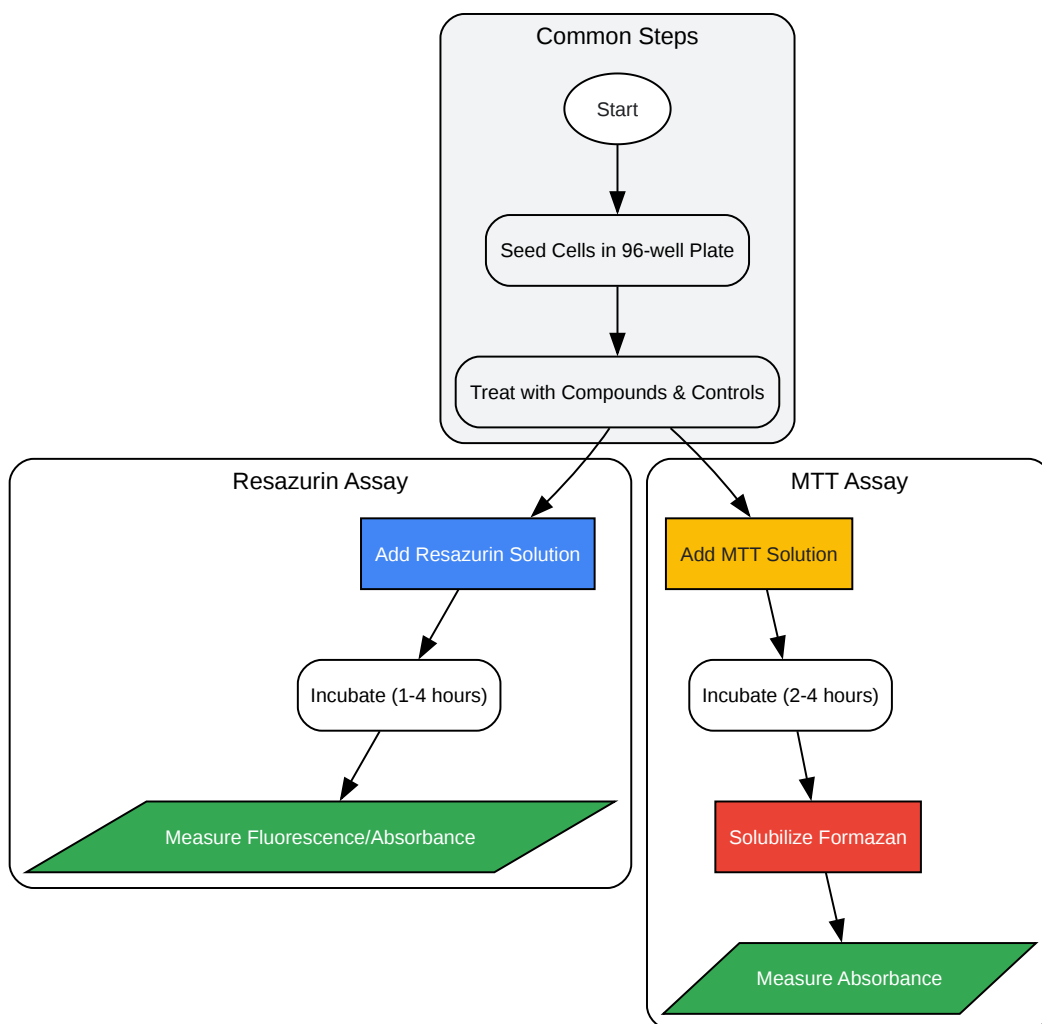 Common Steps
Start
Seed Cells in 96-well Plate
Treat with Compounds & Controls
Resazurin Assay
Add Resazurin Solution
Incubate (1-4 hours)
Measure Fluorescence/Absorbance
MTT Assay
Add MTT Solution
Incubate (2-4 hours)
Solubilize Formazan
Measure Absorbance